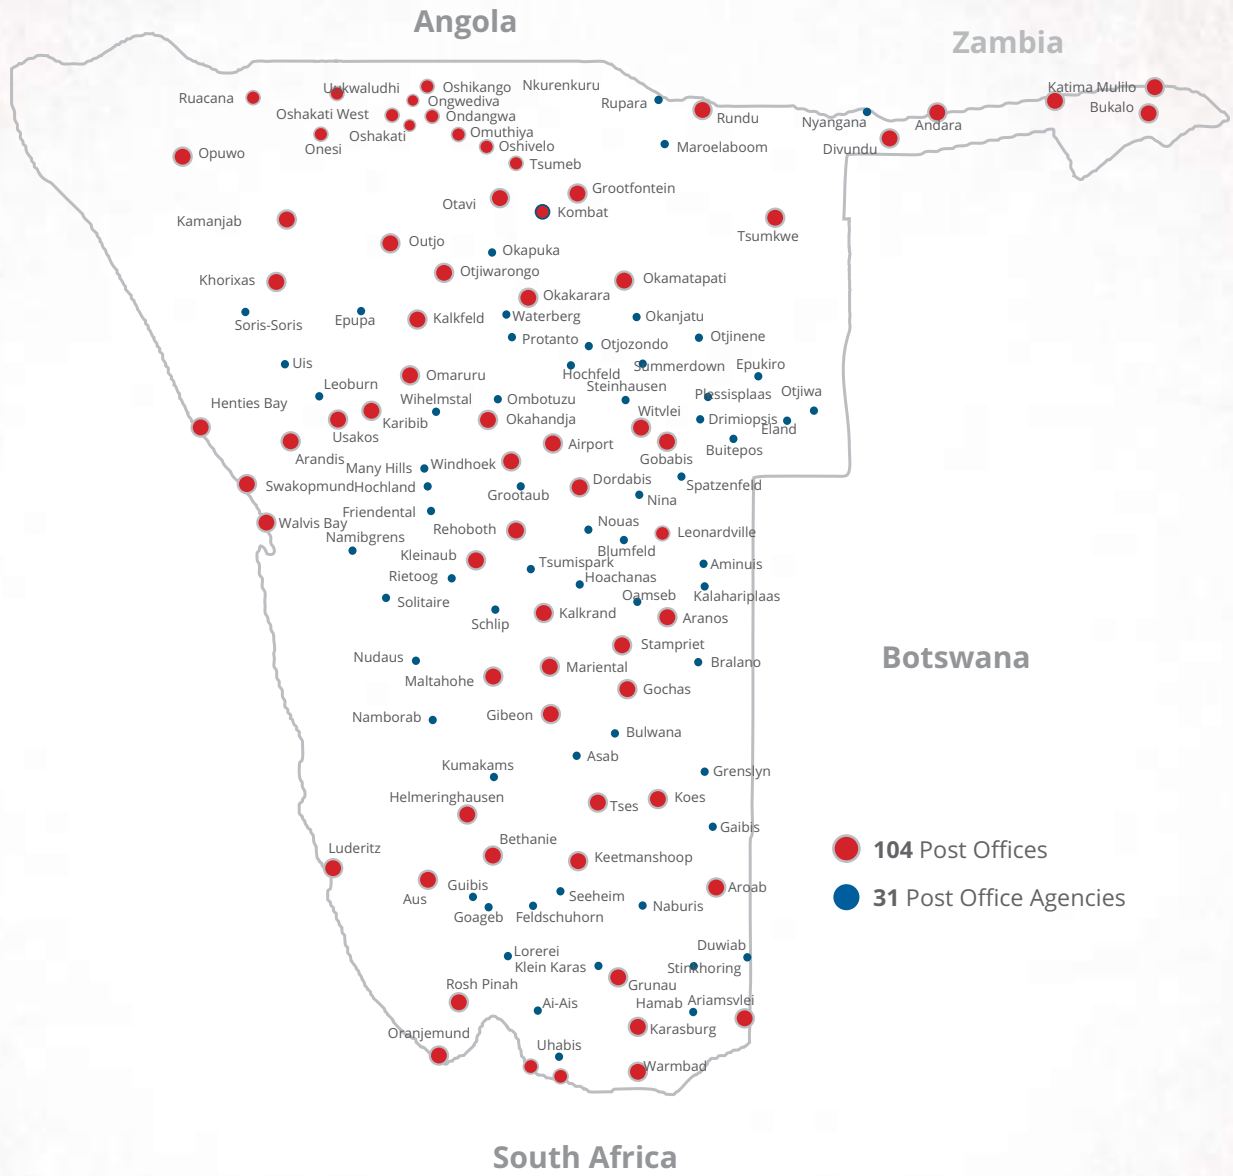 Angola
Zambia
Ruacana
Uukwaludhi
Oshikango
Nkurenkuru
Katima Mulilo
Ongwediva
Rupara
Bukalo
Oshakati West
Ondangwa
Rundu
Nyangana
Andara
Oshakati
Omuthiya
Onesi
Oshivelo
Maroelaboom
Divundu
Opuwo
Tsumeb
Grootfontein
Otavi
Kombat
Kamanjab
Tsumkwe
Outjo
Okapuka
Otjiwarongo
Khorixas
Okamatapati
Okakarara
Soris-Soris
Epupa
Kalkfeld
Waterberg
Okanjatu
Protanto
Otjozondo
Otjinene
Uis
Hochfeld
Summerdown
Epukiro
Omaruru
Leoburn
Steinhausen
Plessisplaas
Otjiwa
Henties Bay
Wihelmstal
Ombotuzu
Witvlei
Karibib
Okahandja
Drimiopsis
Eland
Usakos
Airport
Buitepos
Arandis
Gobabis
Many Hills
Windhoek
Swakopmund
Hochland
Grootaub
Dordabis
Spatzenfeld
Nina
Friendental
Walvis Bay
Rehoboth
Nouas
Leonardville
Namibgrens
Blumfeld
Kleinaub
Tsumispark
Aminuis
Rietoog
Hoachanas
Solitaire
Oamseb
Kalahariplaas
Schlip
Kalkrand
Aranos
Stampriet
Nudaus
Mariental
Bralano
Botswana
Maltahohe
Gochas
Namborab
Gibeon
Bulwana
Asab
Kumakams
Grenslyn
Helmeringhausen
Tses
Koes
Gaibis
Luderitz
Bethanie
Keetmanshoop
104 Post Offices
Aus
Guibis
Seeheim
Aroab
31 Post Office Agencies
Goageb
Feldschuhorn
Naburis
Lorerei
Duwiab
Klein Karas
Stinkhoring
Rosh Pinah
Grunau
Ai-Ais
Hamab
Ariamsvlei
Oranjemund
Karasburg
Uhabis
Warmbad
South Africa